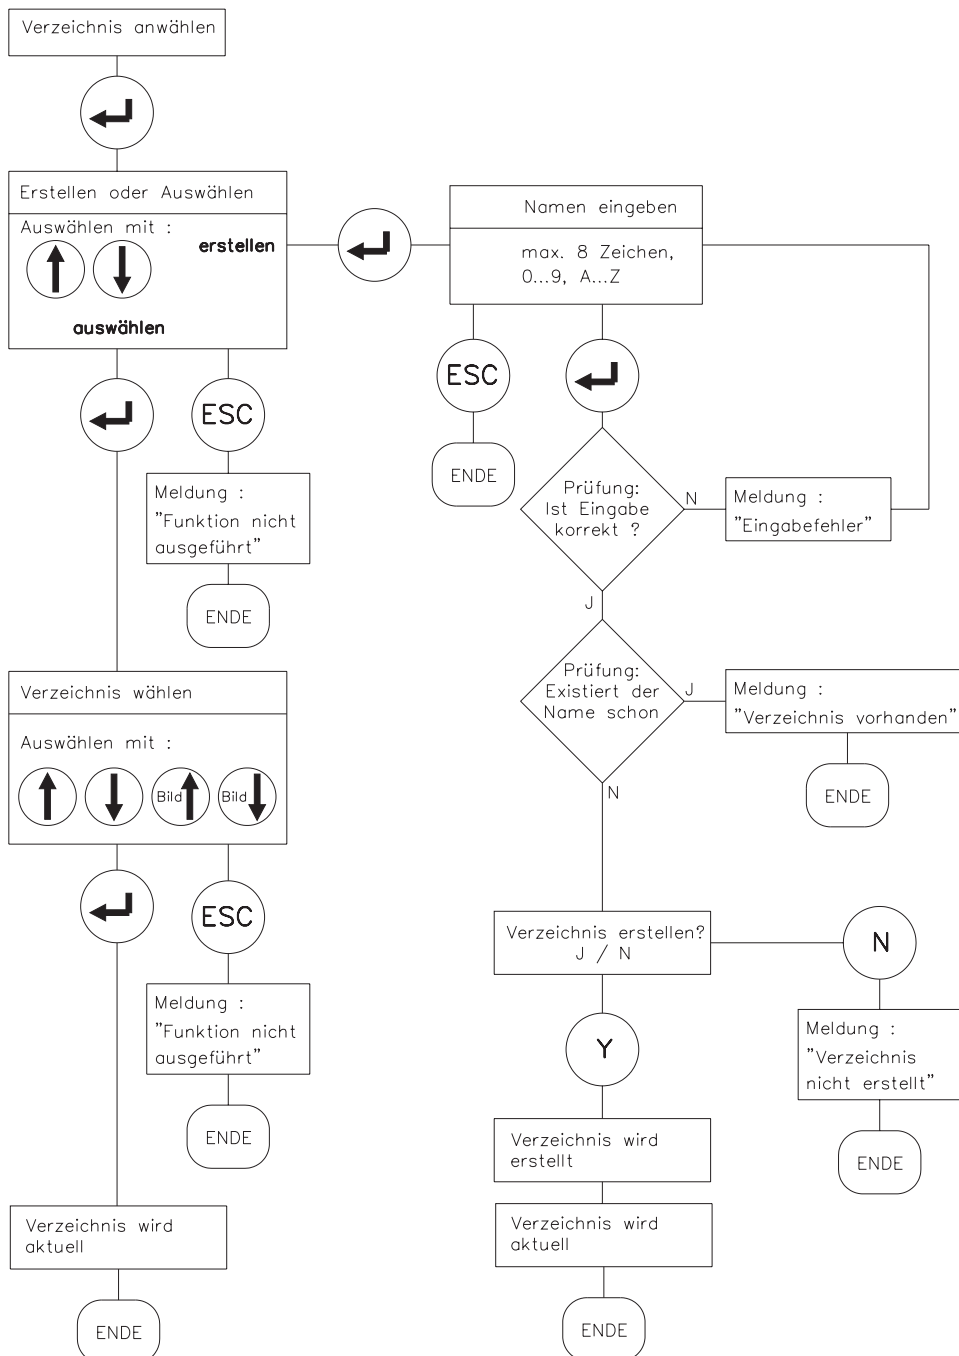 Verzeichnis anwählen
Erstellen oder Auswählen
Auswählen mit :
erstellen
auswählen
ESC
Meldung :
"Funktion nicht
ausgeführt"
ENDE
Verzeichnis wählen
Auswählen mit :
Bild
Bild
ESC
Meldung :
"Funktion nicht
ausgeführt"
ENDE
Verzeichnis wird
aktuell
ENDE
Namen eingeben
max. 8 Zeichen,
0...9, A...Z
ESC
ENDE
Prüfung:
Ist Eingabe
korrekt ?
N
Meldung :
"Eingabefehler"
J
Prüfung:
Existiert der
Name schon
J
Meldung :
"Verzeichnis vorhanden"
ENDE
N
Verzeichnis erstellen?
J / N
N
Meldung :
"Verzeichnis
nicht erstellt"
ENDE
Y
Verzeichnis wird
erstellt
Verzeichnis wird
aktuell
ENDE